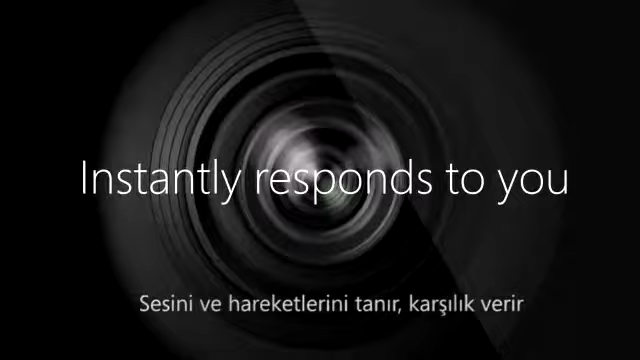 Instantly responds to you
Sesini ve hareketlerini tanır, karşılık verir